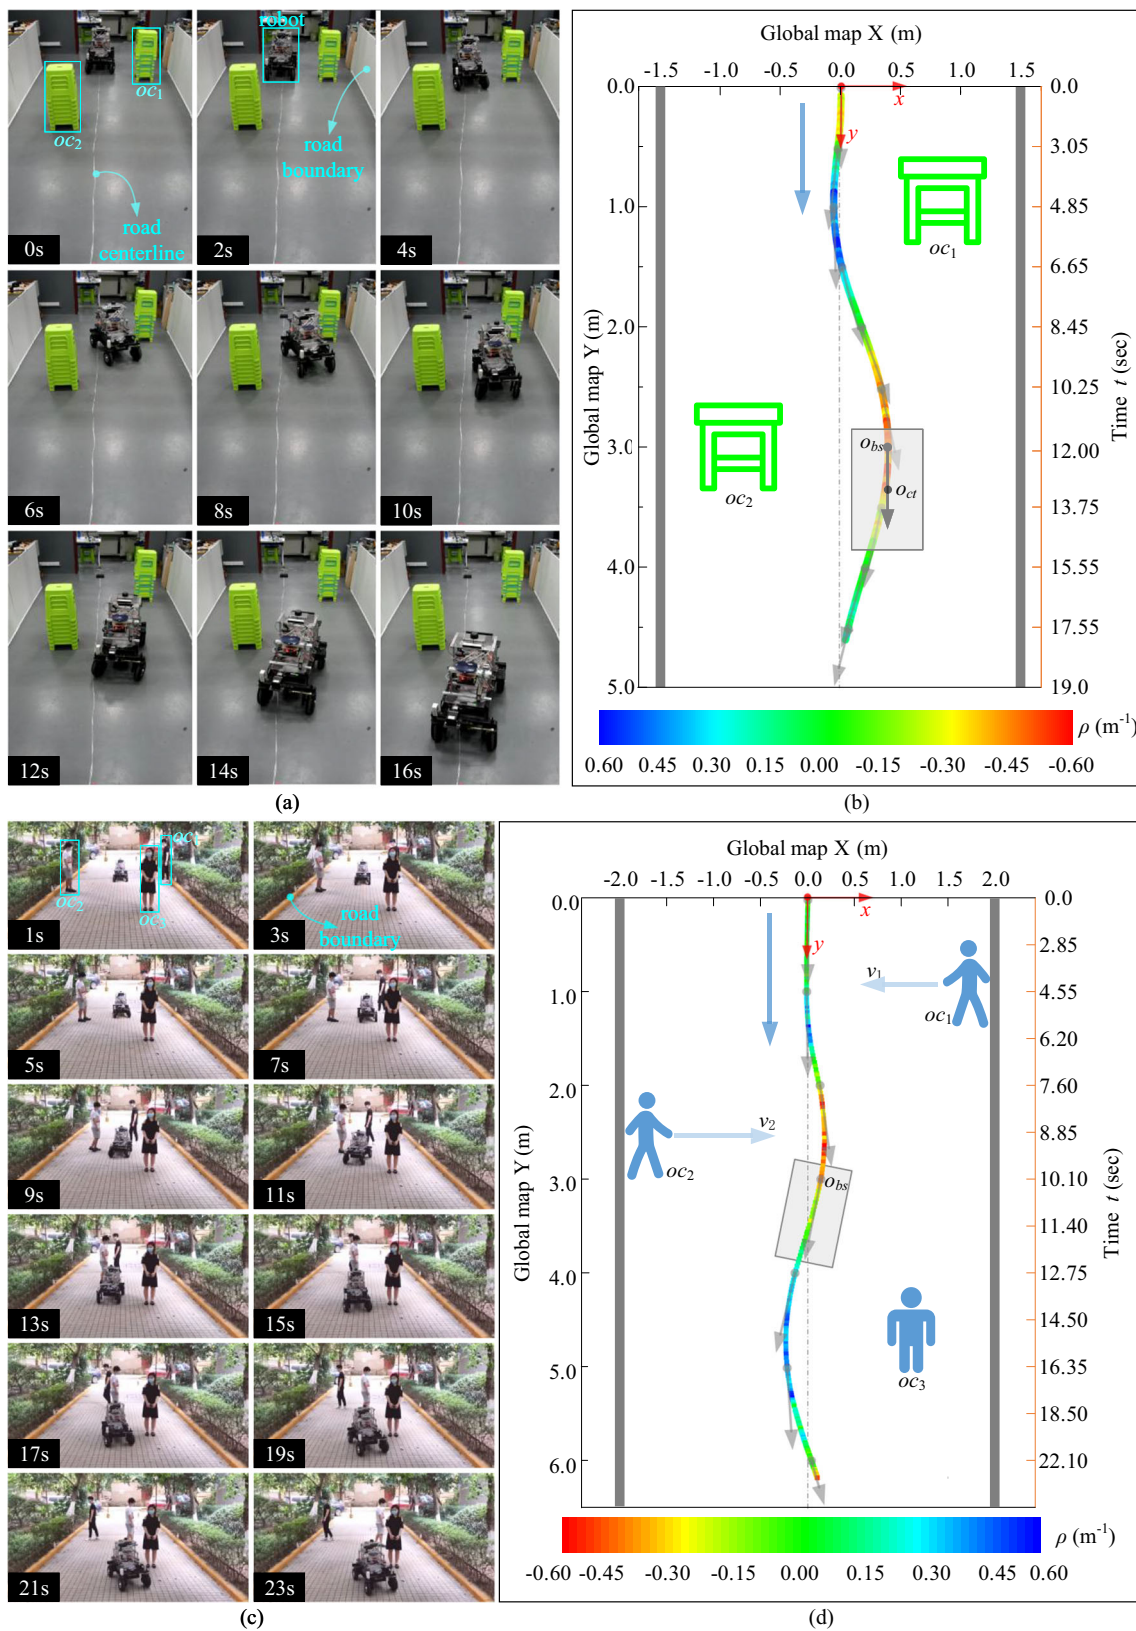 robot
oc1
oc2
road
boundary
road
centerline
0s
2s
4s
6s
8s
10s
12s
14s
16s
(a)
Global map X (m)
-1.5
-1.0
-0.5
0.0
0.5
1.0
1.5
x
y
Global map Y (m)
0.0
1.0
2.0
3.0
4.0
5.0
0.0
3.05
4.85
6.65
8.45
10.25
12.00
13.75
15.55
17.55
19.0
Time t (sec)
oc1
oc2
obs
oct
ρ (m-1)
0.60
0.45
0.30
0.15
0.00
-0.15
-0.30
-0.45
-0.60
(b)
oc1
oc2
oc3
road
boundary
1s
3s
5s
7s
9s
11s
13s
15s
17s
19s
21s
23s
(c)
Global map X (m)
-2.0
-1.5
-1.0
-0.5
0.0
0.5
1.0
1.5
2.0
x
y
Global map Y (m)
0.0
1.0
2.0
3.0
4.0
5.0
6.0
0.0
2.85
4.55
6.20
7.60
8.85
10.10
11.40
12.75
14.50
16.35
18.50
22.10
Time t (sec)
v1
oc1
v2
oc2
obs
oc3
ρ (m-1)
-0.60
-0.45
-0.30
-0.15
0.00
0.15
0.30
0.45
0.60
(d)